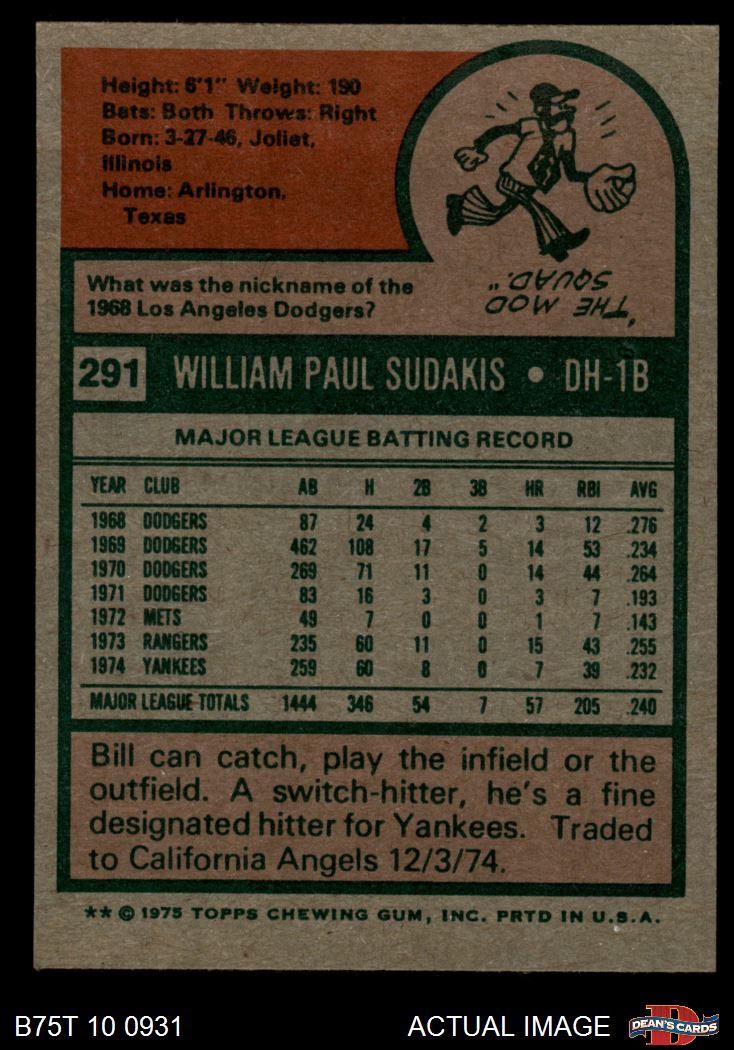 Height: 6'1" Weight: 190
Bats: Both Throws: Right
Born: 3-27-46, Joliet,
Illinois
Home: Arlington,
Texas
What was the nickname of the
1968 Los Angeles Dodgers?
"THE MOD
SQUAD."
291 WILLIAM PAUL SUDAKIS • DH-1B
MAJOR LEAGUE BATTING RECORD
YEAR CLUB AB H 2B 3B HR RBI AVG
1968 DODGERS 87 24 4 2 3 12 .276
1969 DODGERS 462 108 17 5 14 53 .234
1970 DODGERS 269 71 11 0 14 44 .264
1971 DODGERS 83 16 3 0 3 7 .193
1972 METS 49 7 0 0 1 7 .143
1973 RANGERS 235 60 11 0 15 43 .255
1974 YANKEES 259 60 8 0 7 39 .232
MAJOR LEAGUE TOTALS 1444 346 54 7 57 205 .240
Bill can catch, play the infield or the
outfield. A switch-hitter, he's a fine
designated hitter for Yankees. Traded
to California Angels 12/3/74.
** © 1975 TOPPS CHEWING GUM, INC. PRTD IN U.S.A.
B75T 10 0931 ACTUAL IMAGE D DEAN'S CARDS